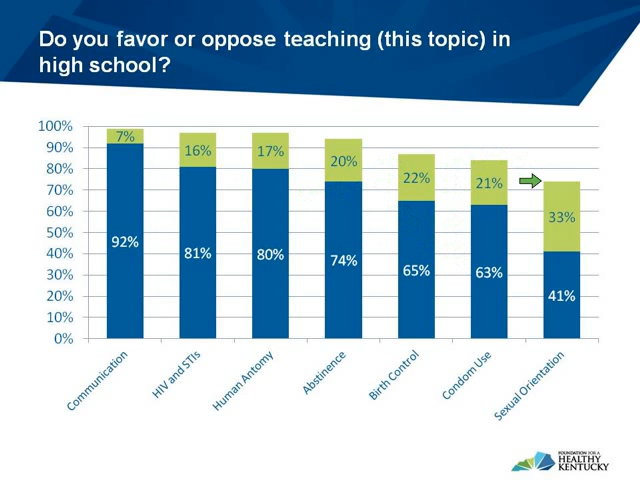 Do you favor or oppose teaching (this topic) in
high school?
100%
90%
80%
70%
60%
50%
40%
30%
20%
10%
0%
7%
16%
17%
20%
22%
21%
33%
92%
81%
80%
74%
65%
63%
41%
Communication
HIV and STIs
Human Antomy
Abstinence
Birth Control
Condom Use
Sexual Orientation
FOUNDATION FOR A
HEALTHY
KENTUCKY